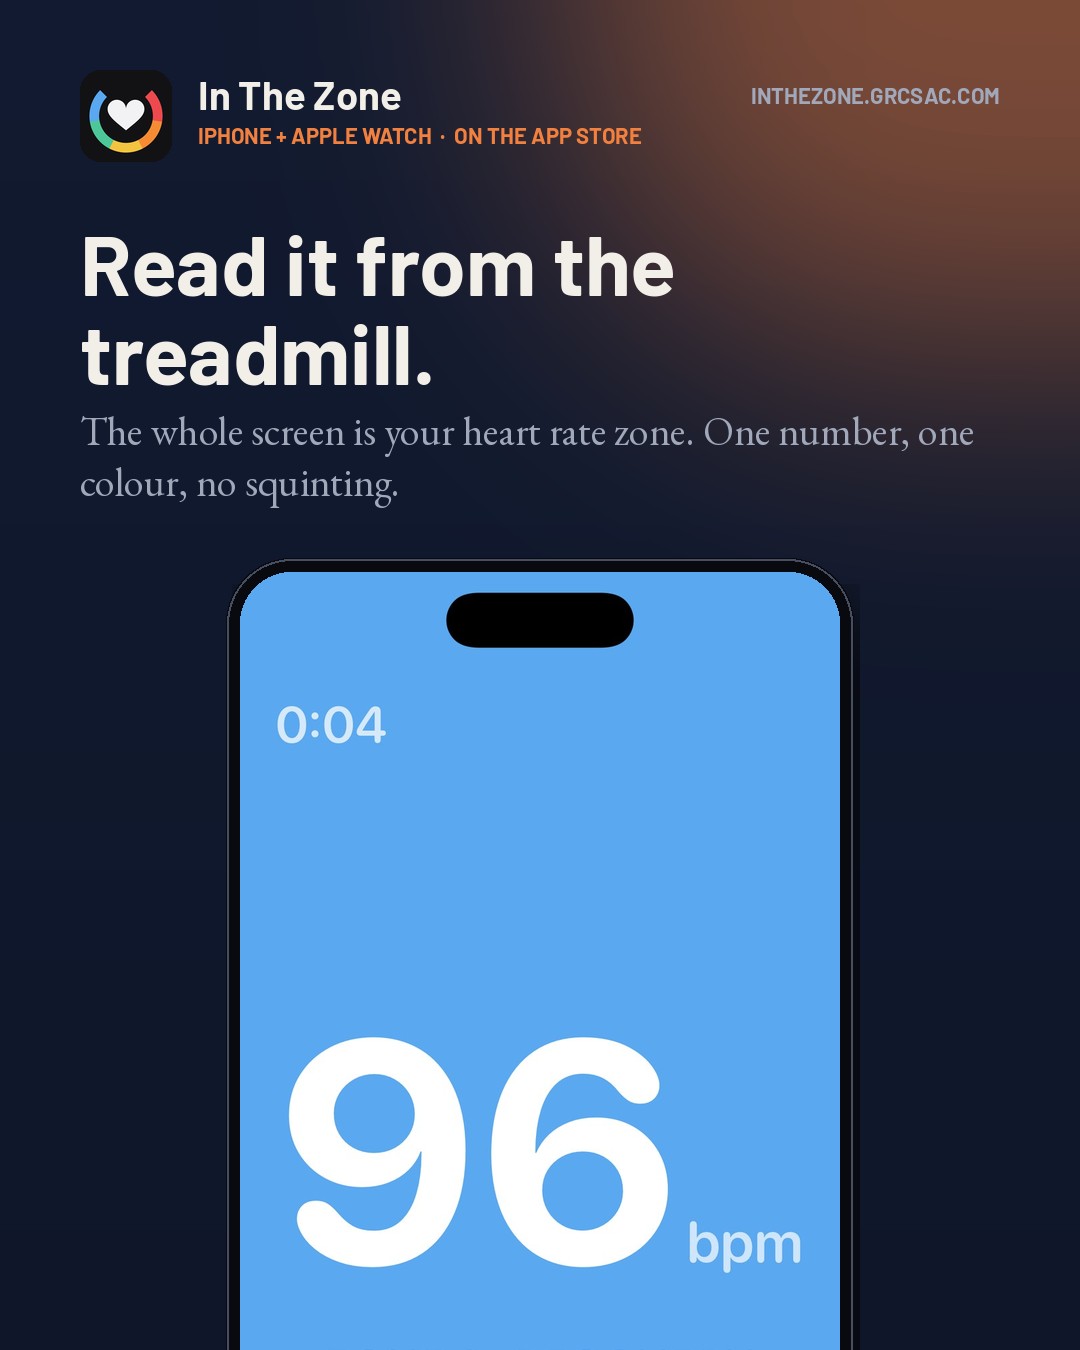 In The Zone
IPHONE + APPLE WATCH · ON THE APP STORE
INTHEZONE.GRCSAC.COM
Read it from the
treadmill.
The whole screen is your heart rate zone. One number, one
colour, no squinting.
0:04
96 bpm